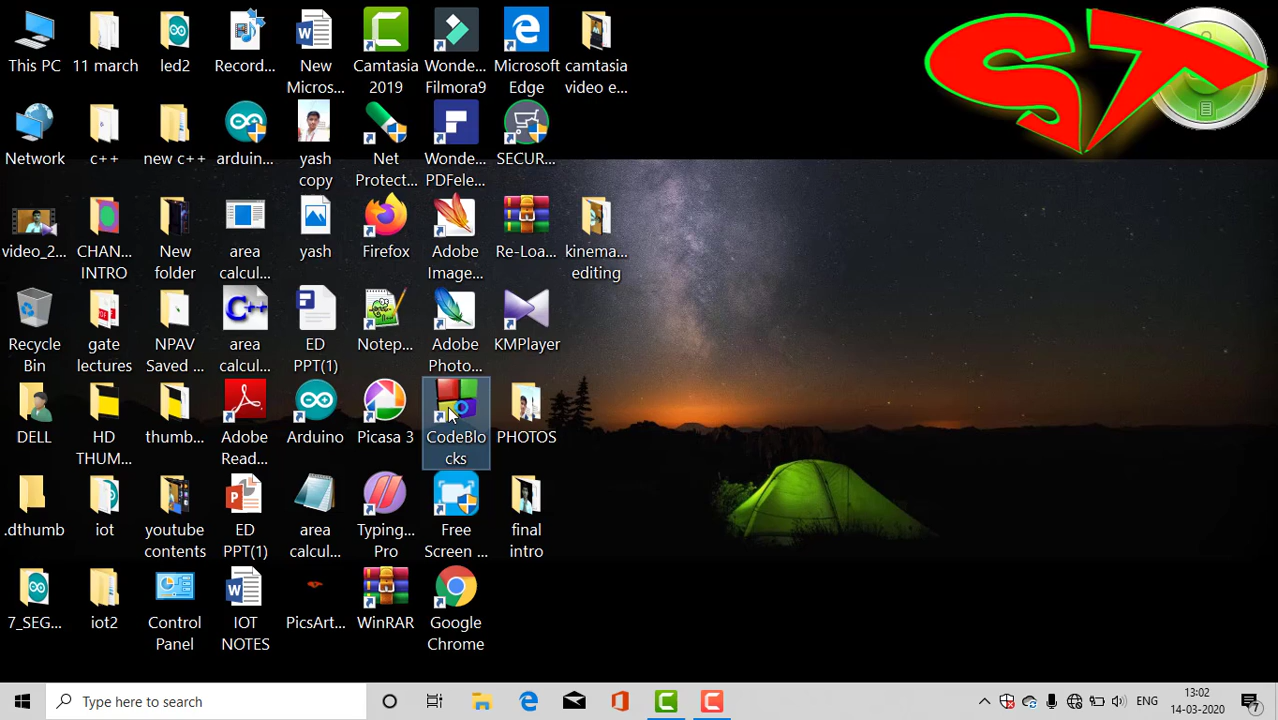 This PC
11 march
led2
Record...
New
Micros...
Camtasia
2019
Wonde...
Filmora9
Microsoft
Edge
camtasia
video e...
ST
Network
c++
new c++
arduin...
yash
copy
Net
Protect...
Wonde...
PDFele...
SECUR...
video_2...
CHAN...
INTRO
New
folder
area
calcul...
yash
Firefox
Adobe
Image...
Re-Loa...
kinema...
editing
Recycle
Bin
gate
lectures
NPAV
Saved ...
C++
area
calcul...
ED
PPT(1)
Notep...
Adobe
Photo...
KMPlayer
DELL
HD
THUM...
thumb...
Adobe
Read...
Arduino
Picasa 3
CodeBlo
cks
PHOTOS
.dthumb
iot
youtube
contents
ED
PPT(1)
area
calcul...
Typing...
Pro
Free
Screen ...
final
intro
7_SEG...
iot2
Control
Panel
IOT
NOTES
PicsArt...
WinRAR
Google
Chrome
Type here to search
ENG
13:02
14-03-2020
7